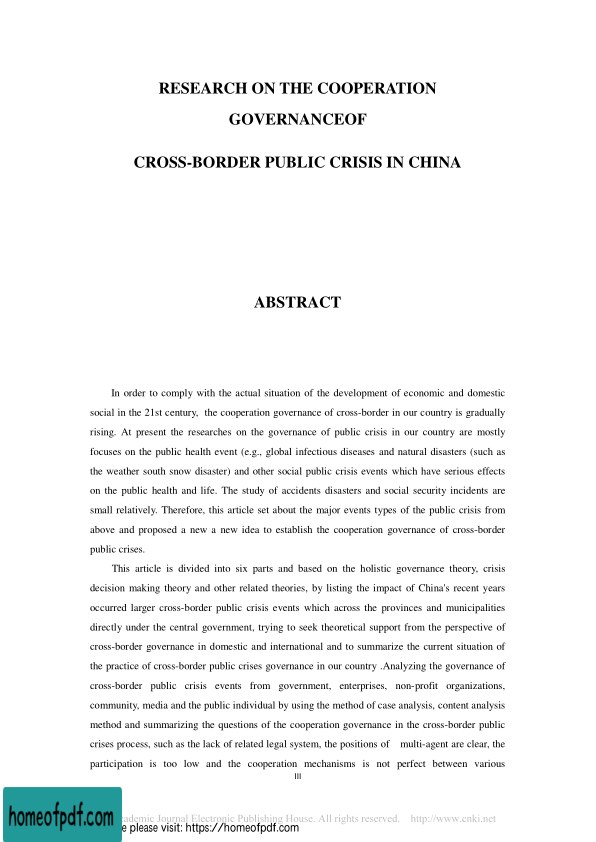 RESEARCH ON THE COOPERATION
GOVERNANCEOF
CROSS-BORDER PUBLIC CRISIS IN CHINA
ABSTRACT
In order to comply with the actual situation of the development of economic and domestic
social in the 21st century, the cooperation governance of cross-border in our country is gradually
rising. At present the researches on the governance of public crisis in our country are mostly
focuses on the public health event (e.g., global infectious diseases and natural disasters (such as
the weather south snow disaster) and other social public crisis events which have serious effects
on the public health and life. The study of accidents disasters and social security incidents are
small relatively. Therefore, this article set about the major events types of the public crisis from
above and proposed a new a new idea to establish the cooperation governance of cross-border
public crises.
This article is divided into six parts and based on the holistic governance theory, crisis
decision making theory and other related theories, by listing the impact of China's recent years
occurred larger cross-border public crisis events which across the provinces and municipalities
directly under the central government, trying to seek theoretical support from the perspective of
cross-border governance in domestic and international and to summarize the current situation of
the practice of cross-border public crises governance in our country .Analyzing the governance of
cross-border public crisis events from government, enterprises, non-profit organizations,
community, media and the public individual by using the method of case analysis, content analysis
method and summarizing the questions of the cooperation governance in the cross-border public
crises process, such as the lack of related legal system, the positions of multi-agent are clear, the
participation is too low and the cooperation mechanisms is not perfect between various
III
Journal Electronic Publishing House. All rights reserved. http://www.cnki.net
please visit: https://homeofpdf.com
homeofpdf.com